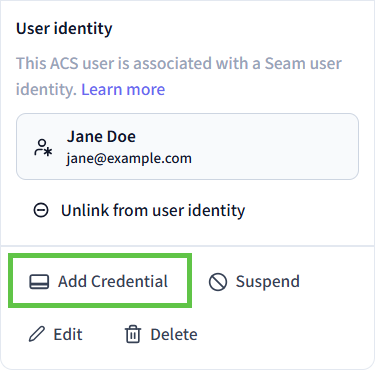 User identity
This ACS user is associated with a Seam user
identity. Learn more
Jane Doe
jane@example.com
Unlink from user identity
Add Credential
Suspend
Edit
Delete